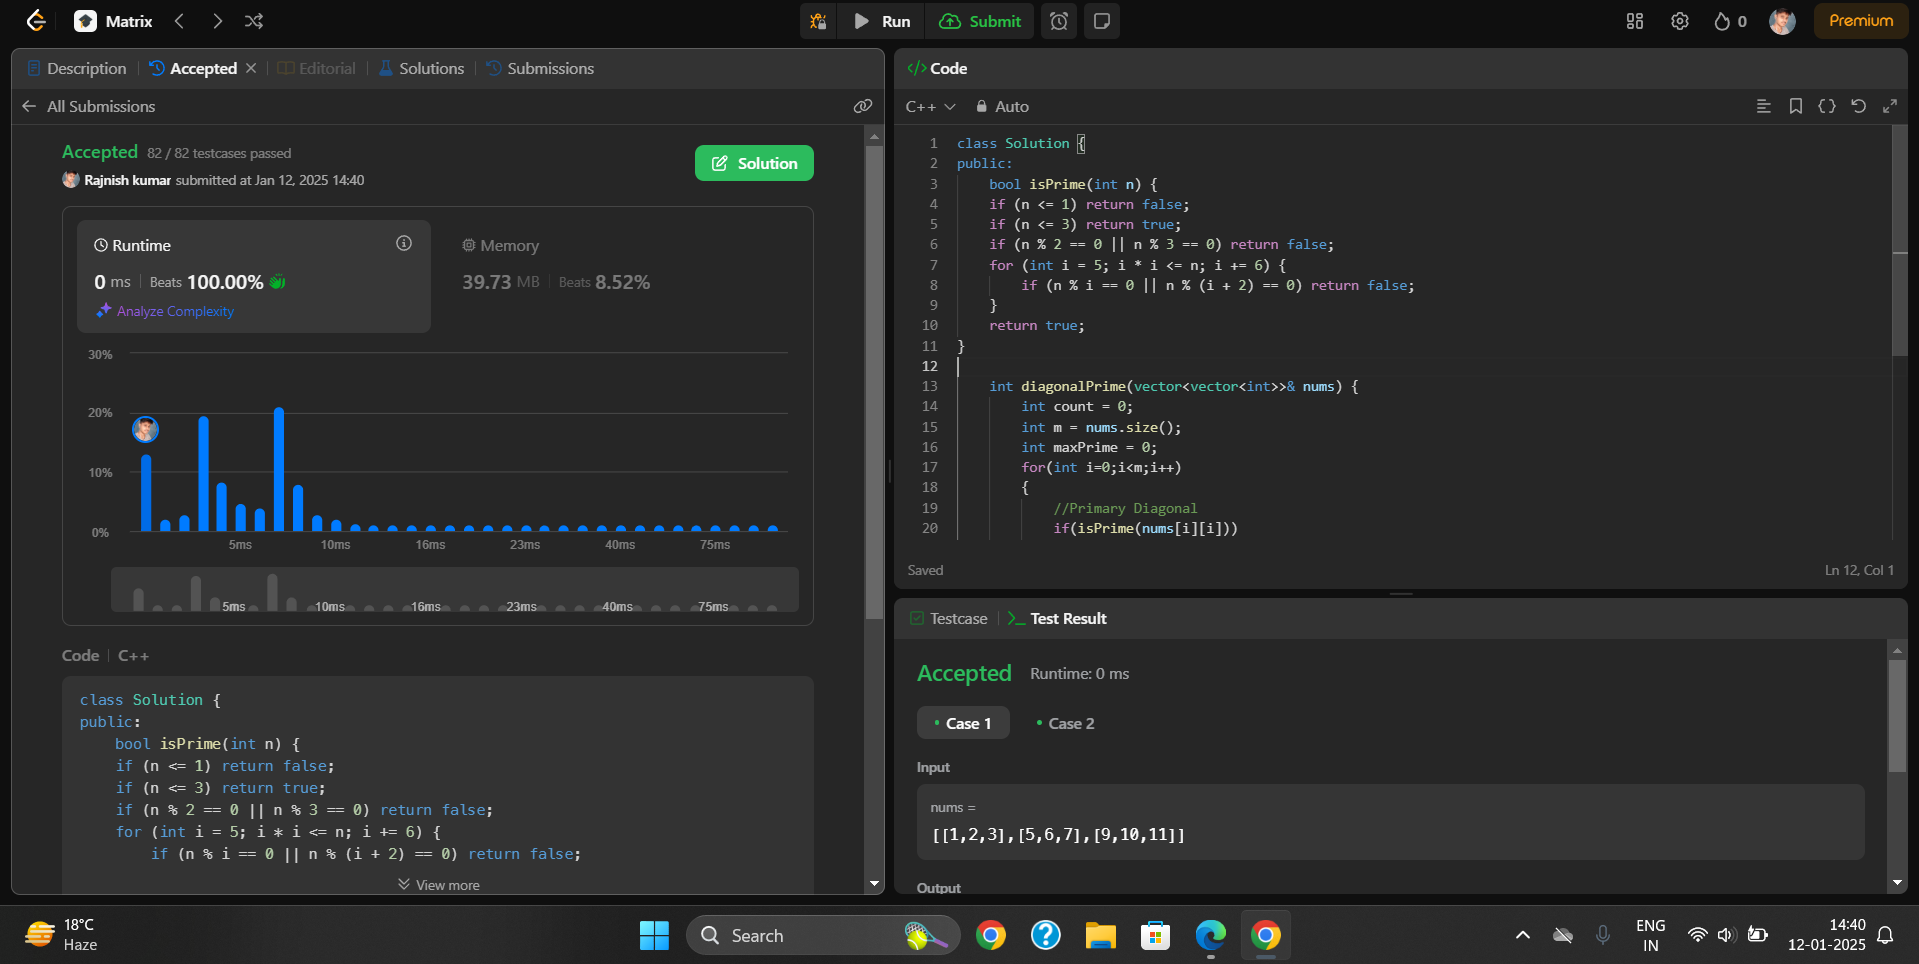 Matrix
Run
Submit
0
Premium
Description
Accepted
Editorial
Solutions
Submissions
All Submissions
Accepted 82 / 82 testcases passed
Rajnish kumar submitted at Jan 12, 2025 14:40
Solution
Runtime
0 ms Beats 100.00%
Analyze Complexity
Memory
39.73 MB Beats 8.52%
30%
20%
10%
0%
5ms 10ms 16ms 23ms 40ms 75ms
5ms 10ms 16ms 23ms 40ms 75ms
Code C++
class Solution {
public:
    bool isPrime(int n) {
    if (n <= 1) return false;
    if (n <= 3) return true;
    if (n % 2 == 0 || n % 3 == 0) return false;
    for (int i = 5; i * i <= n; i += 6) {
        if (n % i == 0 || n % (i + 2) == 0) return false;
View more
</> Code
C++ Auto
1 class Solution {
2 public:
3     bool isPrime(int n) {
4     if (n <= 1) return false;
5     if (n <= 3) return true;
6     if (n % 2 == 0 || n % 3 == 0) return false;
7     for (int i = 5; i * i <= n; i += 6) {
8         if (n % i == 0 || n % (i + 2) == 0) return false;
9     }
10     return true;
11 }
12
13     int diagonalPrime(vector<vector<int>>& nums) {
14         int count = 0;
15         int m = nums.size();
16         int maxPrime = 0;
17         for(int i=0;i<m;i++)
18         {
19             //Primary Diagonal
20             if(isPrime(nums[i][i]))
Saved
Ln 12, Col 1
Testcase
Test Result
Accepted Runtime: 0 ms
Case 1
Case 2
Input
nums =
[[1,2,3],[5,6,7],[9,10,11]]
Output
18°C
Haze
Search
ENG
IN
14:40
12-01-2025